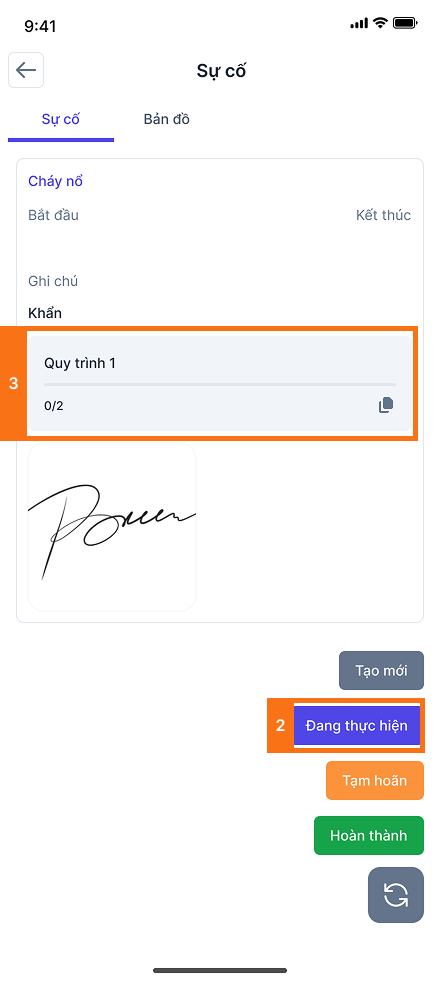 9:41
Sự cố
Sự cố Bản đồ
Cháy nổ
Bắt đầu Kết thúc
Ghi chú
Khẩn
3
Quy trình 1
0/2
Tạo mới
2 Đang thực hiện
Tạm hoãn
Hoàn thành